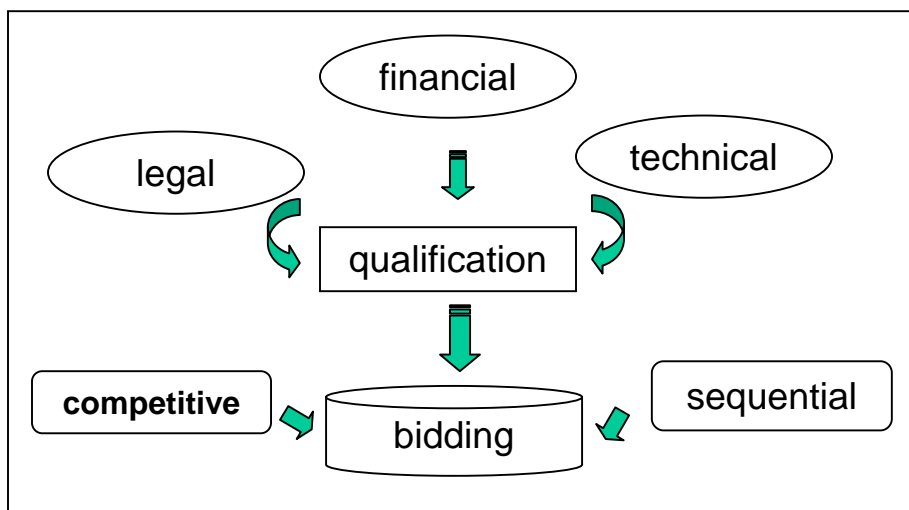 financial
legal
technical
qualification
competitive
bidding
sequential